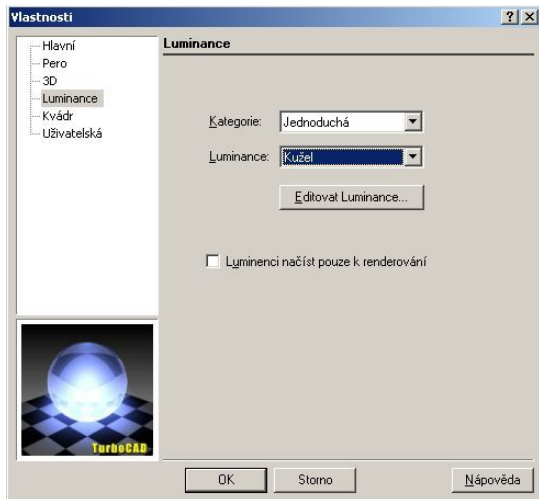 Vlastnosti
Hlavní
Pero
3D
Luminance
Kvádr
Uživatelská
Luminance
Kategorie: Jednoduchá
Luminance: Kužel
Editovat Luminance...
Luminenci načíst pouze k renderování
TurboCAD
OK Storno Nápověda